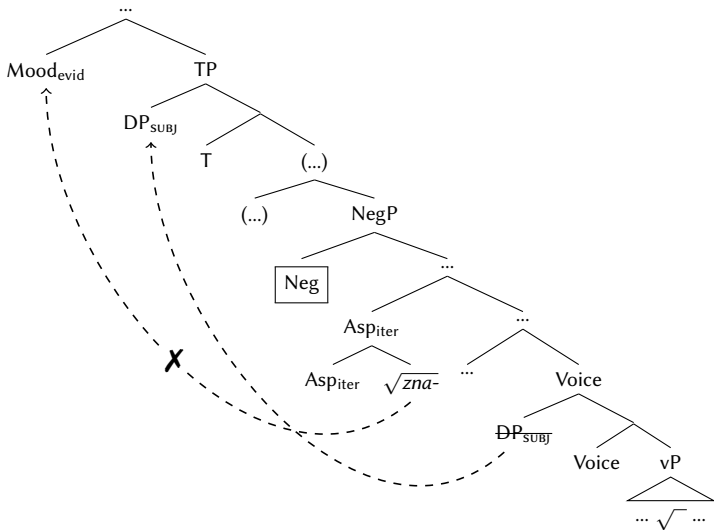 ...
Mood_evid TP
DP_SUBJ
T (...)
(...) NegP
Neg ...
Asp_iter ...
Asp_iter √zna- ... Voice
✗
DP_SUBJ
Voice vP
... √ ...